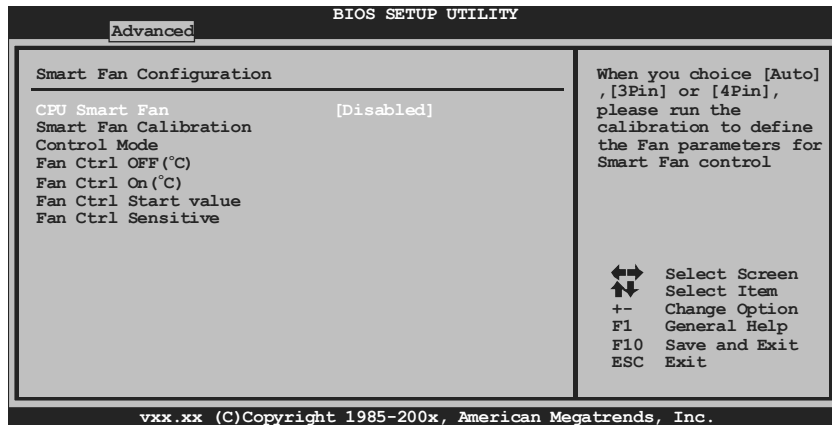 BIOS SETUP UTILITY
Advanced
Smart Fan Configuration
CPU Smart Fan [Disabled]
Smart Fan Calibration
Control Mode
Fan Ctrl OFF(°C)
Fan Ctrl On(°C)
Fan Ctrl Start value
Fan Ctrl Sensitive
When you choice [Auto]
,[3Pin] or [4Pin],
please run the
calibration to define
the Fan parameters for
Smart Fan control
Select Screen
Select Item
+- Change Option
F1 General Help
F10 Save and Exit
ESC Exit
vxx.xx (C)Copyright 1985-200x, American Megatrends, Inc.